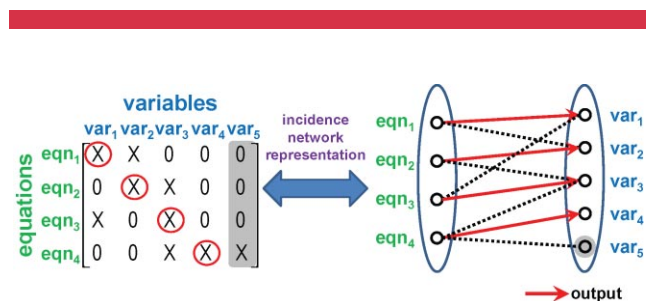 variables
var1 var2 var3 var4 var5
equations
eqn1 X X 0 0 0
eqn2 0 X X 0 0
eqn3 X 0 X 0 0
eqn4 0 0 X X X
incidence
network
representation
eqn1
eqn2
eqn3
eqn4
var1
var2
var3
var4
var5
output